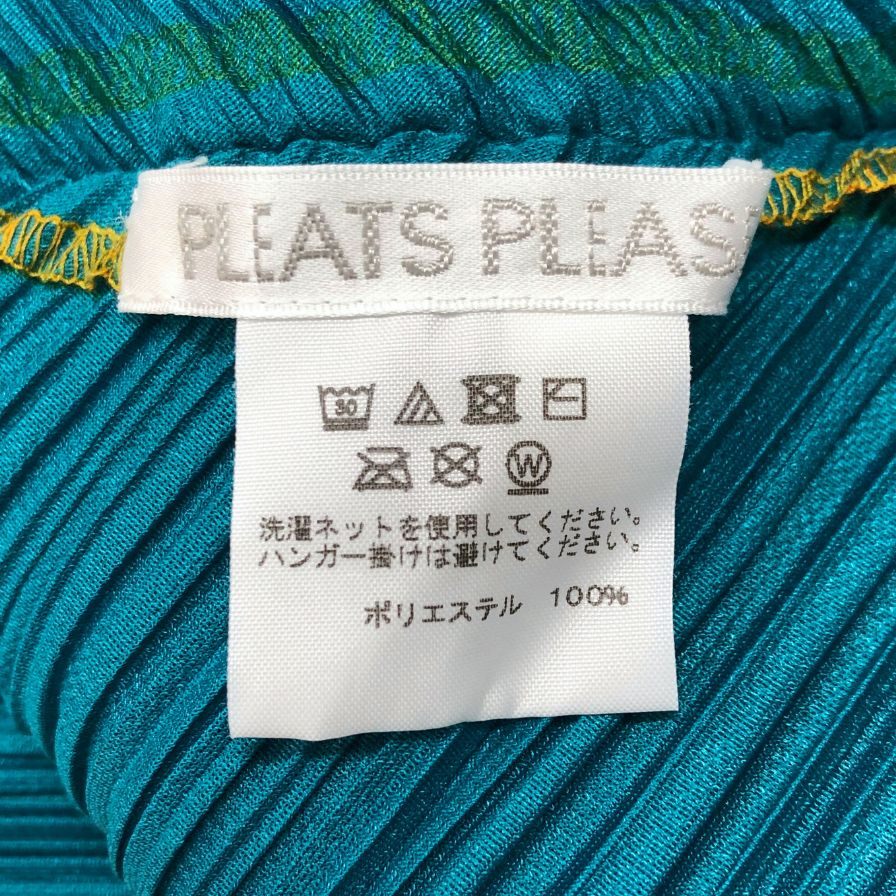 PLEATS PLEASE
30
W
洗濯ネットを使用してください。
ハンガー掛けは避けてください。
ポリエステル 100%